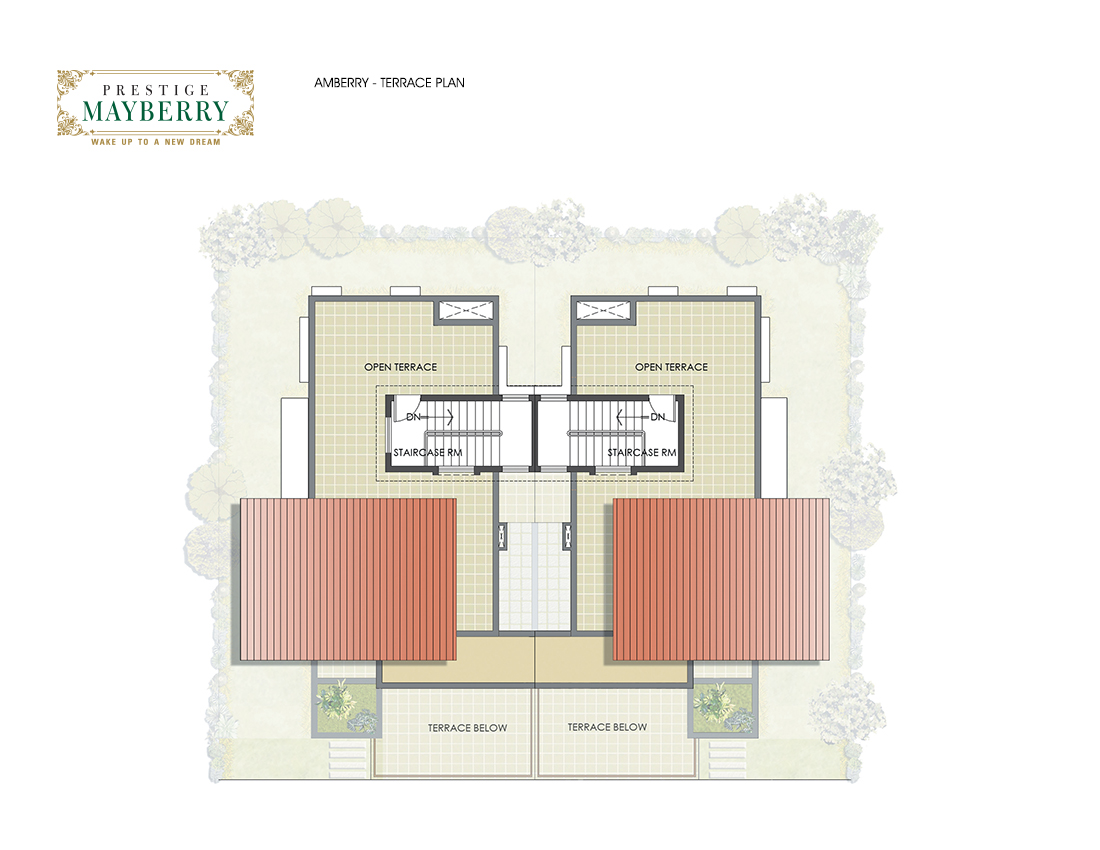 PRESTIGE
MAYBERRY
WAKE UP TO A NEW DREAM
AMBERRY - TERRACE PLAN
OPEN TERRACE
OPEN TERRACE
DN
DN
STAIRCASE RM
STAIRCASE RM
TERRACE BELOW
TERRACE BELOW